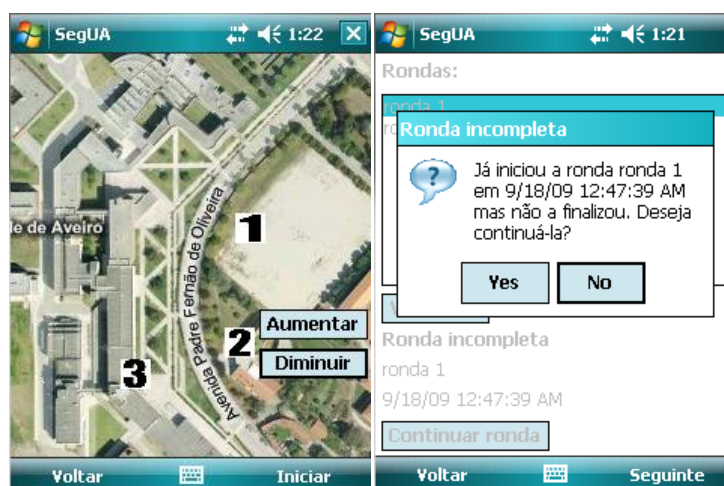 SegUA 1:22
le de Aveiro
Avenida Padre Fernão de Oliveira
1
2
3
Aumentar
Diminuir
Voltar Iniciar
SegUA 1:21
Rondas:
ronda 1
Ronda incompleta
Já iniciou a ronda ronda 1
em 9/18/09 12:47:39 AM
mas não a finalizou. Deseja
continuá-la?
Yes No
Ronda incompleta
ronda 1
9/18/09 12:47:39 AM
Continuar ronda
Voltar Seguinte